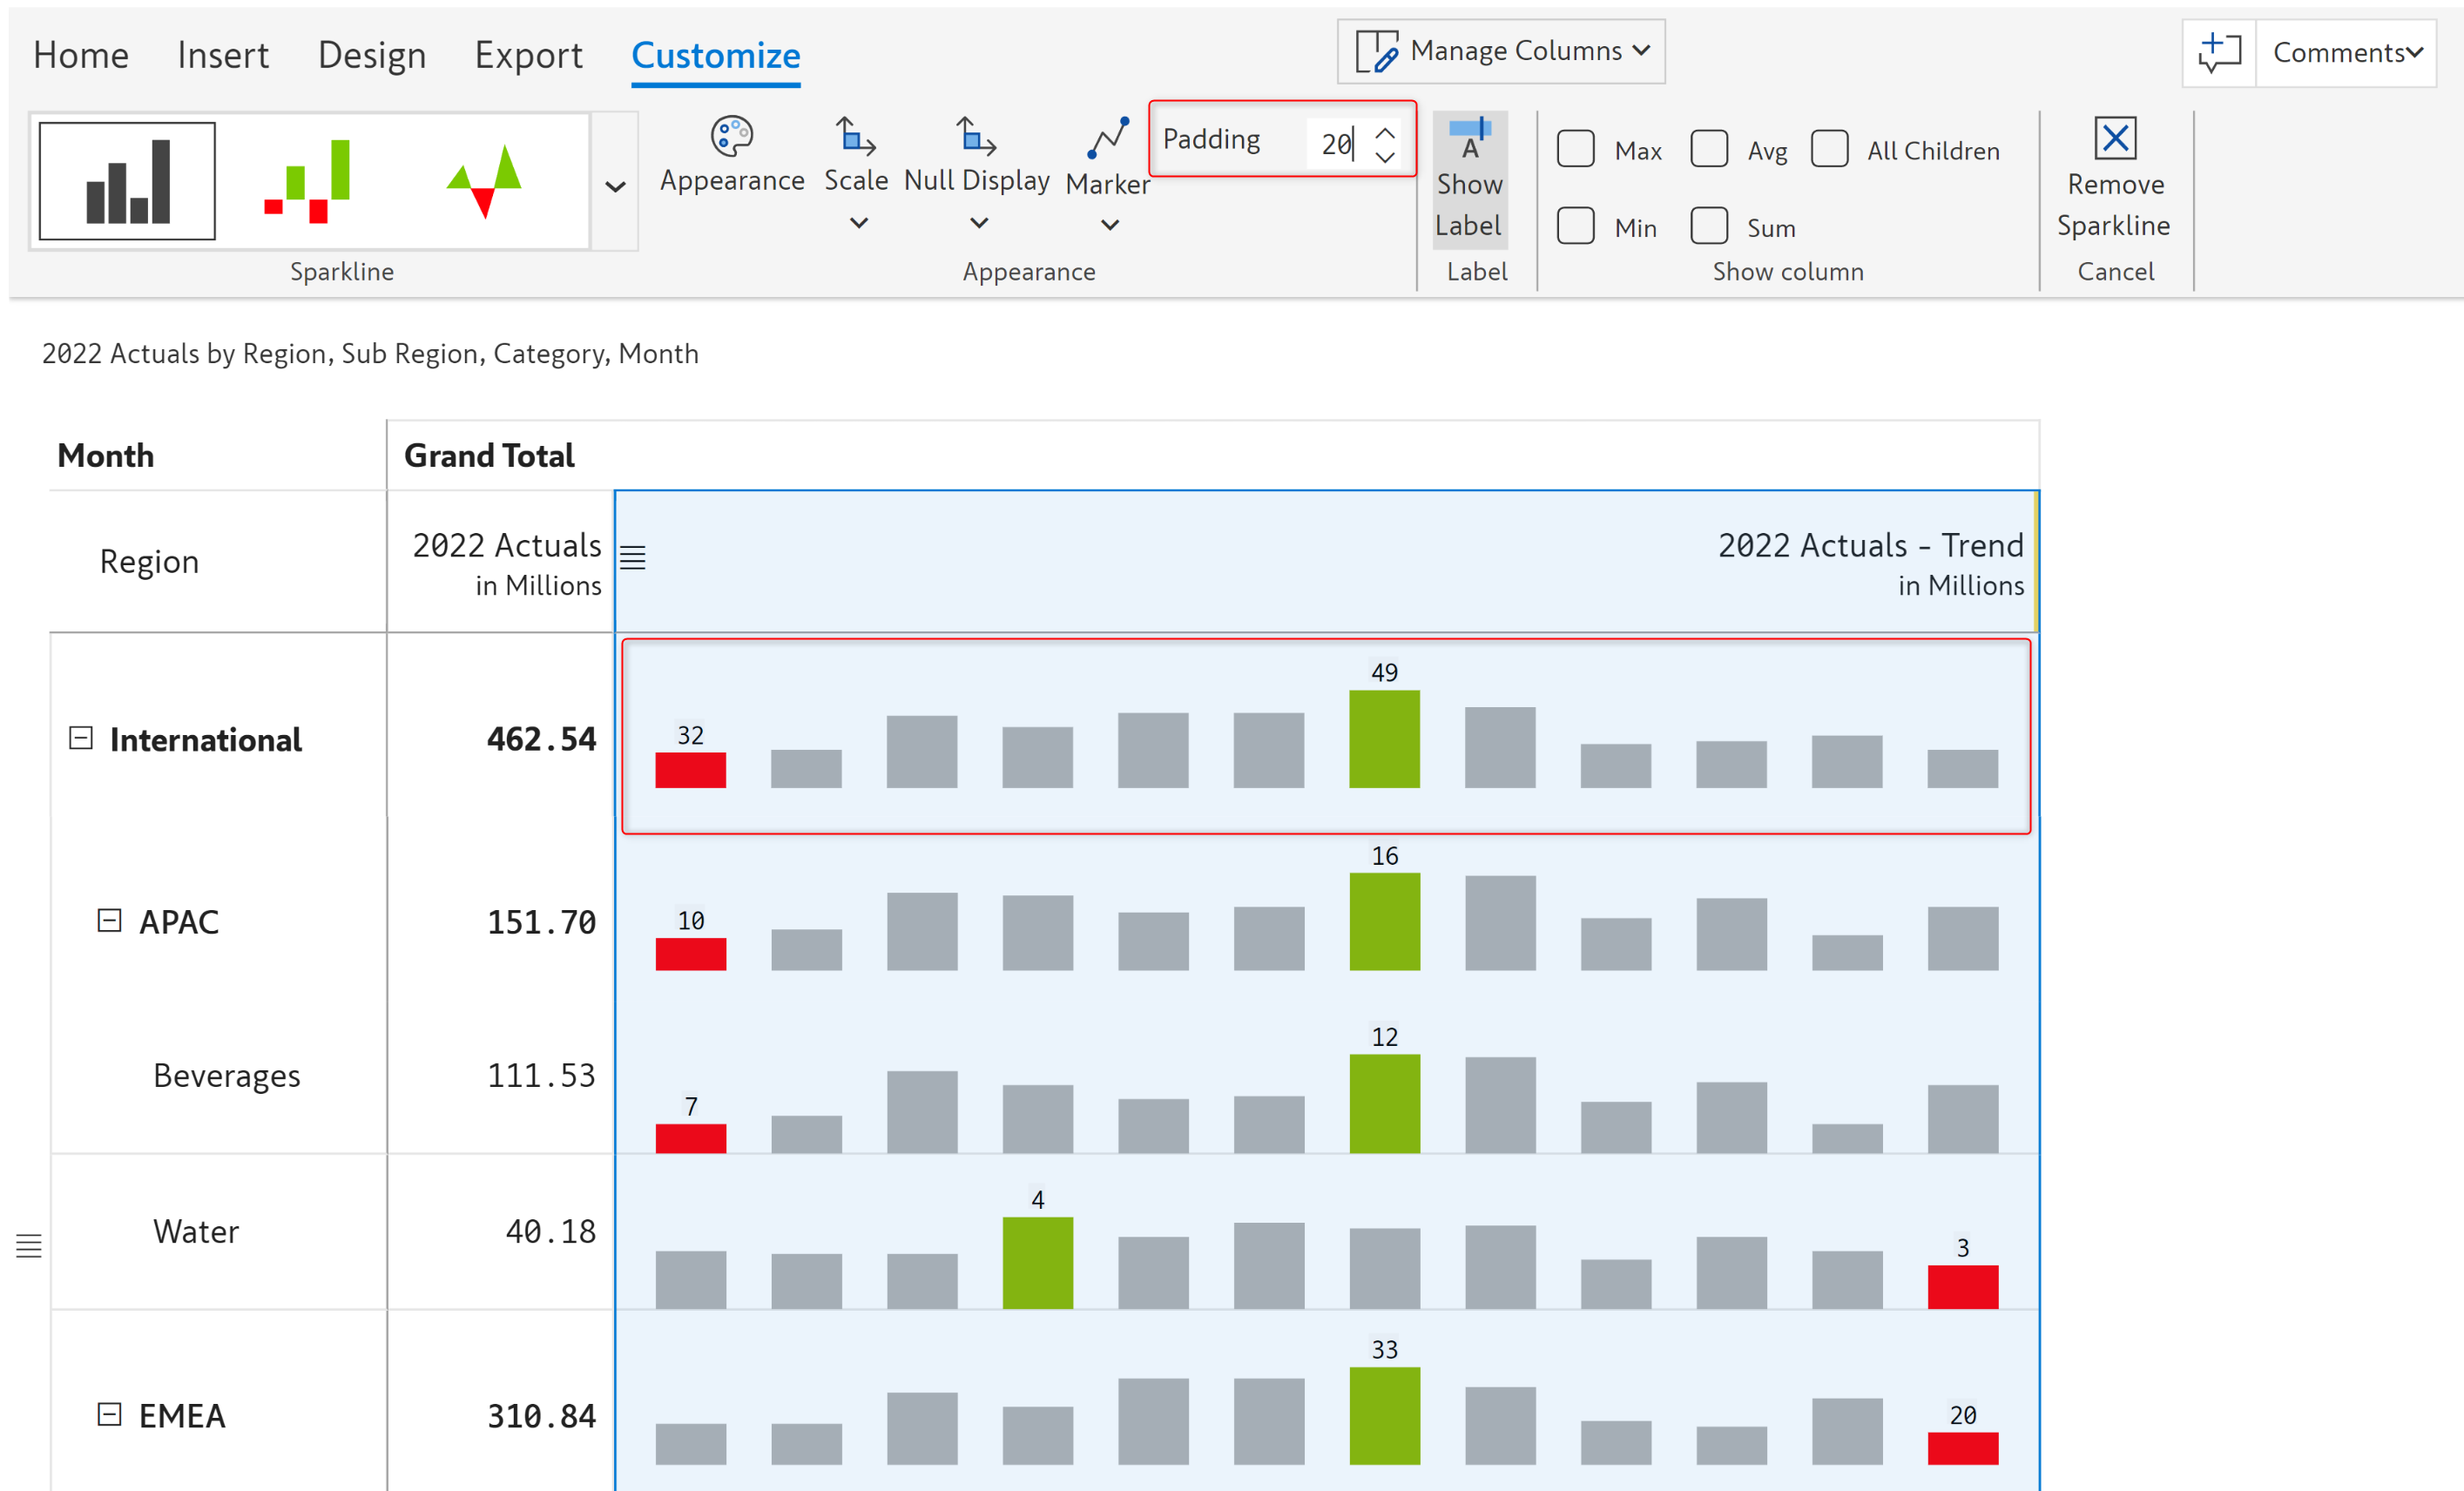 Home Insert Design Export Customize Manage Columns Comments
Appearance Scale Null Display Marker Padding 20 A Show Label Max Avg All Children Remove Sparkline
Min Sum
Sparkline Appearance Label Show column Cancel
2022 Actuals by Region, Sub Region, Category, Month
Month Grand Total
Region 2022 Actuals 2022 Actuals - Trend
in Millions in Millions
International 462.54 32 49
APAC 151.70 10 16
Beverages 111.53 7 12
Water 40.18 4 3
EMEA 310.84 33 20